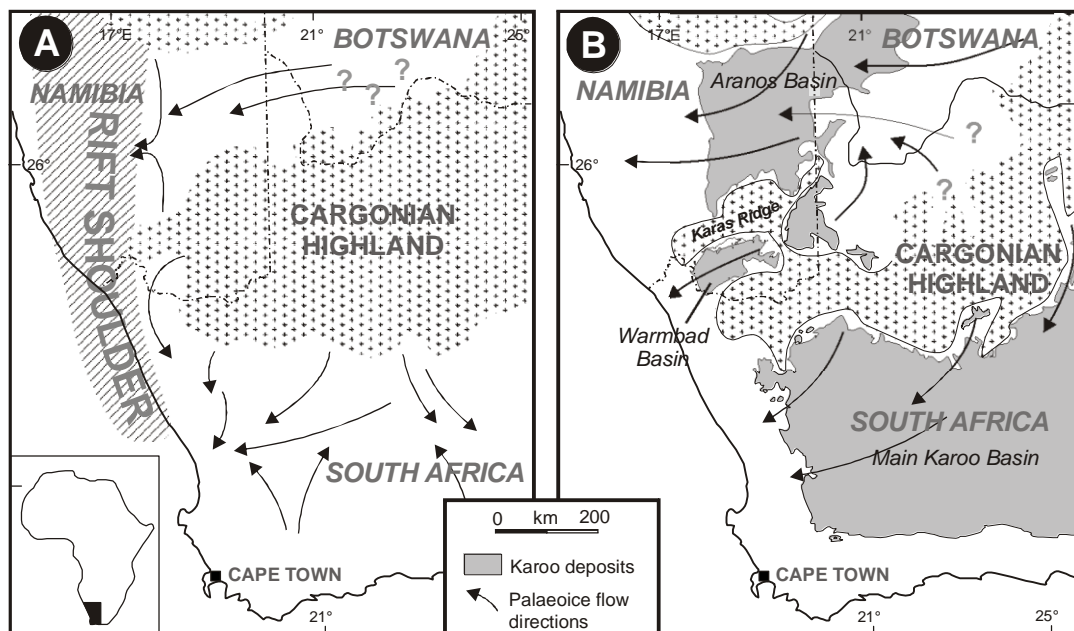 A
17°E
21°
25°
BOTSWANA
?
?
?
NAMIBIA
RIFT SHOULDER
26°
CARGONIAN
HIGHLAND
SOUTH AFRICA
CAPE TOWN
21°
B
17°E
21°
BOTSWANA
Aranos Basin
NAMIBIA
?
26°
?
Karas Ridge
CARGONIAN
HIGHLAND
Warmbad
Basin
SOUTH AFRICA
Main Karoo Basin
CAPE TOWN
21°
25°
0 km 200
Karoo deposits
Palaeoice flow
directions